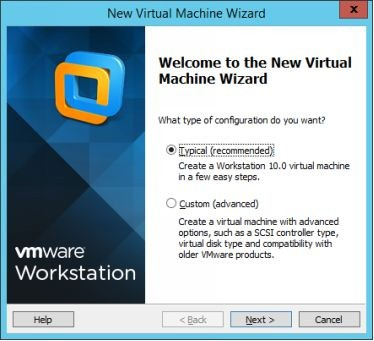 New Virtual Machine Wizard
x
Welcome to the New Virtual
Machine Wizard
What type of configuration do you want?
Typical (recommended)
Create a Workstation 10.0 virtual machine
in a few easy steps.
Custom (advanced)
Create a virtual machine with advanced
options, such as a SCSI controller type,
virtual disk type and compatibility with
older VMware products.
vmware
Workstation
Help
< Back
Next >
Cancel